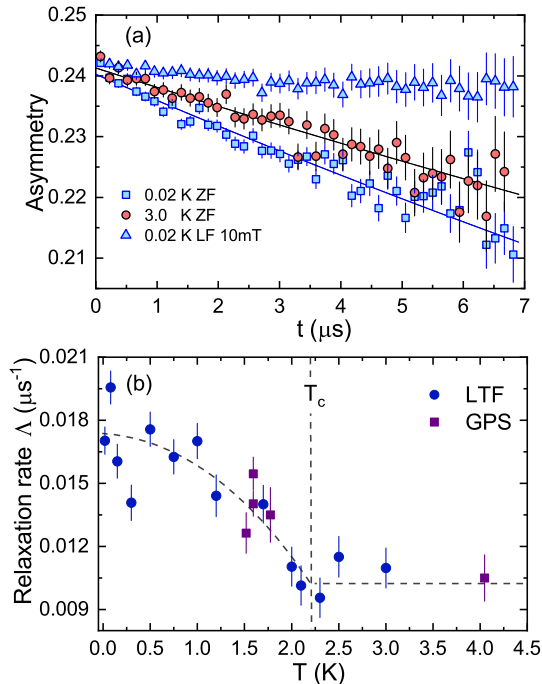 (a)
0.25
0.24
0.23
0.22
0.21
Asymmetry
0.02 K ZF
3.0 K ZF
0.02 K LF 10mT
0 1 2 3 4 5 6 7
t (μs)
(b)
0.021
0.018
0.015
0.012
0.009
Relaxation rate Λ (μs⁻¹)
T_c
LTF
GPS
0.0 0.5 1.0 1.5 2.0 2.5 3.0 3.5 4.0 4.5
T (K)